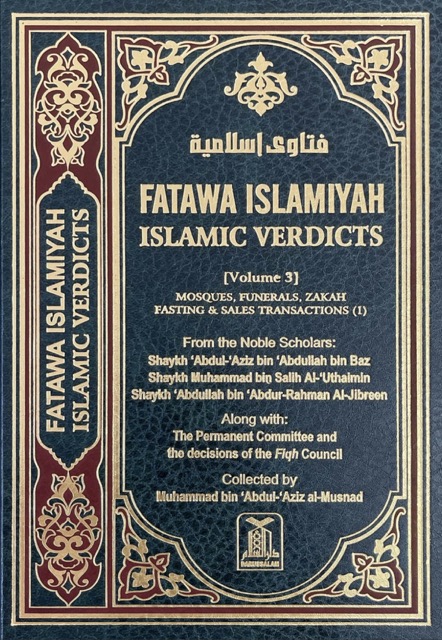 فتاوى إسلامية
FATAWA ISLAMIYAH
ISLAMIC VERDICTS
[Volume 3]
MOSQUES, FUNERALS, ZAKAH
FASTING & SALES TRANSACTIONS (1)
From the Noble Scholars:
Shaykh ‘Abdul-‘Aziz bin ‘Abdullah bin Baz
Shaykh Muhammad bin Salih Al-‘Uthaimin
Shaykh ‘Abdullah bin ‘Abdur-Rahman Al-Jibreen
Along with:
The Permanent Committee and
the decisions of the Fiqh Council
Collected by
Muhammad bin ‘Abdul-‘Aziz al-Musnad
DARUSSALAM
FATAWA ISLAMIYAH
ISLAMIC VERDICTS